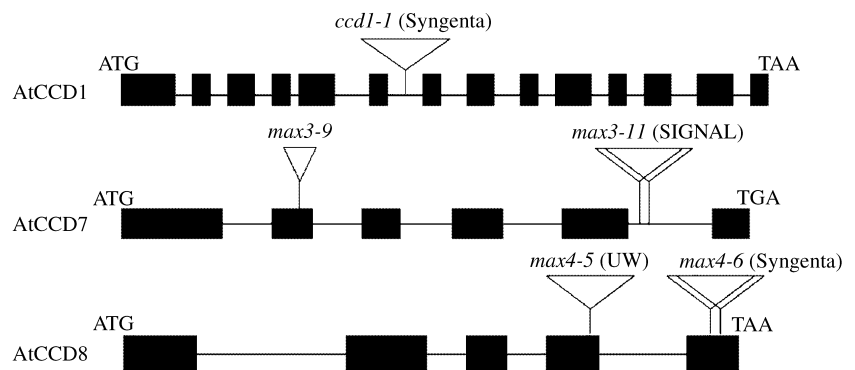 ccd1-1 (Syngenta)
ATG TAA
AtCCD1
max3-9 max3-11 (SIGNAL)
ATG TGA
AtCCD7
max4-5 (UW) max4-6 (Syngenta)
ATG TAA
AtCCD8